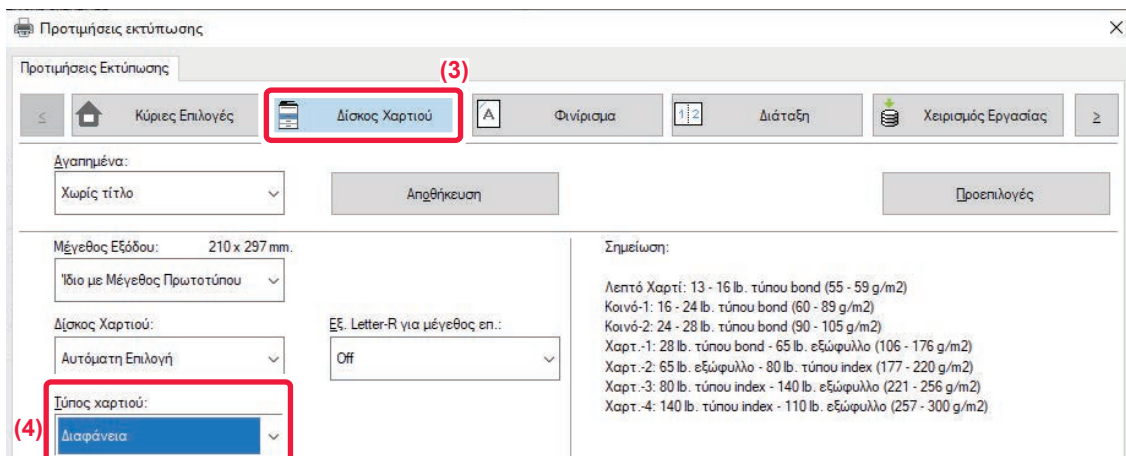 Προτιμήσεις εκτύπωσης
Προτιμήσεις Εκτύπωσης
(3)
≤ Κύριες Επιλογές Δίσκος Χαρτιού A Φινίρισμα 1 2 Διάταξη Χειρισμός Εργασίας ≥
Αγαπημένα:
Χωρίς τίτλο Αποθήκευση Προεπιλογές
Μέγεθος Εξόδου: 210 x 297 mm. Σημείωση:
Ίδιο με Μέγεθος Πρωτοτύπου
Λεπτό Χαρτί: 13 - 16 lb. τύπου bond (55 - 59 g/m2)
Κοινό-1: 16 - 24 lb. τύπου bond (60 - 89 g/m2)
Κοινό-2: 24 - 28 lb. τύπου bond (90 - 105 g/m2)
Χαρτ.-1: 28 lb. τύπου bond - 65 lb. εξώφυλλο (106 - 176 g/m2)
Χαρτ.-2: 65 lb. εξώφυλλο - 80 lb. τύπου index (177 - 220 g/m2)
Χαρτ.-3: 80 lb. τύπου index - 140 lb. εξώφυλλο (221 - 256 g/m2)
Χαρτ.-4: 140 lb. τύπου index - 110 lb. εξώφυλλο (257 - 300 g/m2)
Δίσκος Χαρτιού: Εξ. Letter-R για μέγεθος επ.:
Αυτόματη Επιλογή Off
Τύπος χαρτιού:
(4) Διαφάνεια